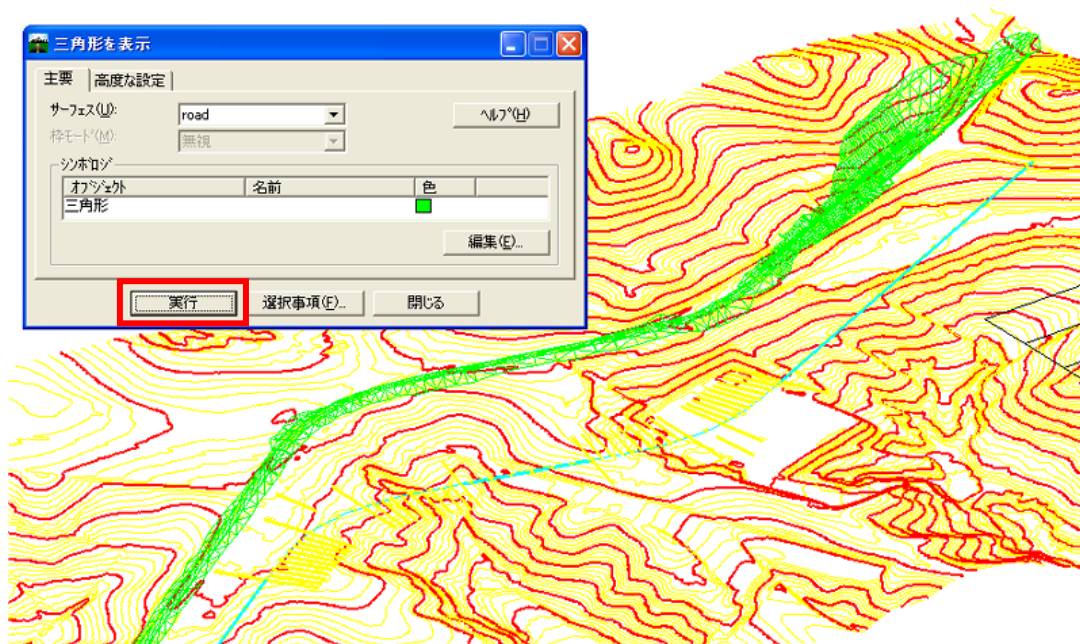 三角形を表示
主要 高度な設定
サーフェス(U): road ヘルプ(H)
枠モード(M): 無視
シンボロジ
オブジェクト 名前 色
三角形
編集(E)...
実行 選択事項(F)... 閉じる